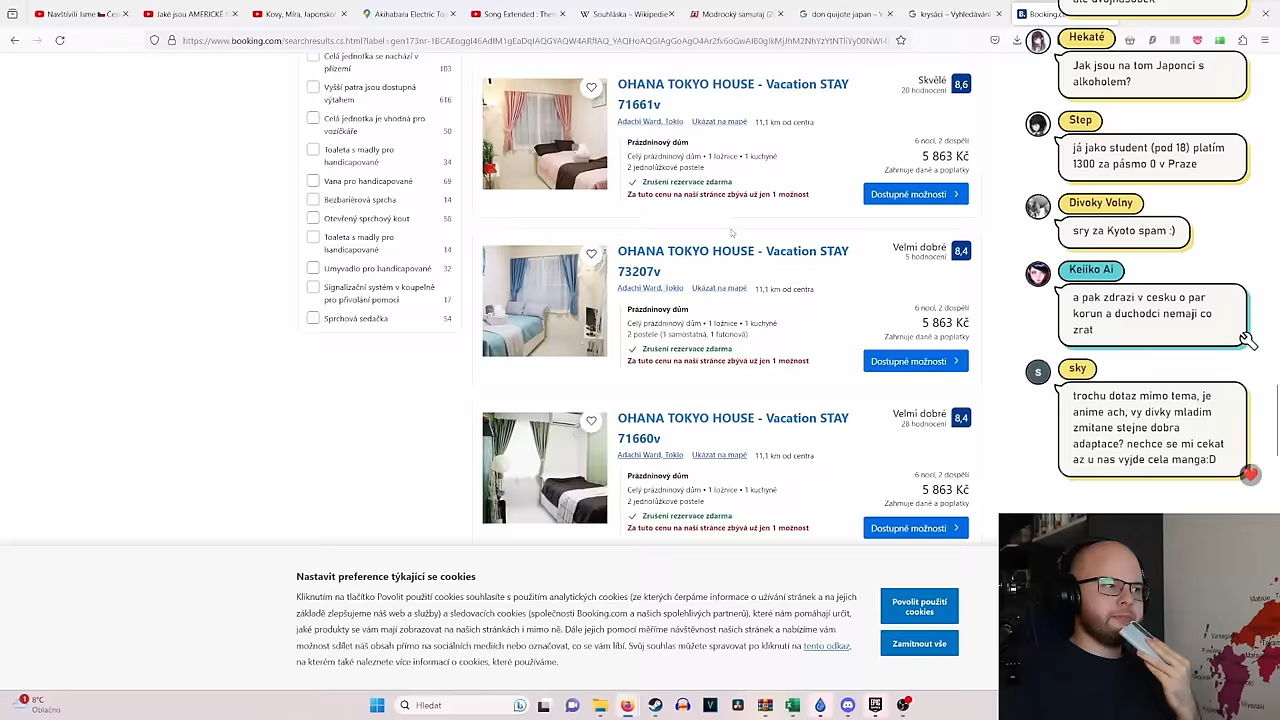 Navštívili Jsme
Jaké jsou AMERICKÉ
Kovy, Míra, Ja
Akihabara Electric
Song Extended : The
Souhláska – Wikipedie
Modrocký samuraj
don quijote japan –
krysáci – Vyhledávání
Booking.co
https://www.booking.com/searchres
ale dvojnásobek
Hekaté
Jak jsou na tom Japonci s
alkoholem?
Step
já jako student (pod 18) platím
1300 za pásmo 0 v Praze
Divoky Volny
sry za Kyoto spam :)
Keiiko Ai
a pak zdrazi v cesku o par
korun a duchodci nemaji co
zrat
s
sky
trochu dotaz mimo tema, je
anime ach, vy divky mladim
zmitane stejne dobra
adaptace? nechce se mi cekat
az u nas vyjde cela manga:D
Celá jednotka se nachází v
přízemí
103
Vyšší patra jsou dostupná
výtahem
616
Celá jednotka je vhodná pro
vozíčkáře
50
Toaleta s madly pro
handicapované
34
Vana pro handicapované
69
Bezbariérová sprcha
14
Otevřený sprchový kout
58
Toaleta s madly pro
handicapované
14
Umyvadlo pro handicapované
32
Signalizační systém v koupelně
pro přivolání pomoci
17
Sprchová sedačka
54
OHANA TOKYO HOUSE - Vacation STAY
71661v
Adachi Ward, Tokio
Ukázat na mapě
11,1 km od centra
Skvělé
20 hodnocení
8,6
Prázdninový dům
Celý prázdninový dům • 1 ložnice • 1 kuchyně
2 jednolůžkové postele
Zrušení rezervace zdarma
Za tuto cenu na naší stránce zbývá už jen 1 možnost
6 nocí, 2 dospělí
5 863 Kč
Zahrnuje daně a poplatky
Dostupné možnosti
OHANA TOKYO HOUSE - Vacation STAY
73207v
Adachi Ward, Tokio
Ukázat na mapě
11,1 km od centra
Velmi dobré
5 hodnocení
8,4
Prázdninový dům
Celý prázdninový dům • 1 ložnice • 1 kuchyně
2 postele (1 samostatná, 1 futonová)
Zrušení rezervace zdarma
Za tuto cenu na naší stránce zbývá už jen 1 možnost
6 nocí, 2 dospělí
5 863 Kč
Zahrnuje daně a poplatky
Dostupné možnosti
OHANA TOKYO HOUSE - Vacation STAY
71660v
Adachi Ward, Tokio
Ukázat na mapě
11,1 km od centra
Velmi dobré
28 hodnocení
8,4
Prázdninový dům
Celý prázdninový dům • 1 ložnice • 1 kuchyně
2 jednolůžkové postele
Zrušení rezervace zdarma
Za tuto cenu na naší stránce zbývá už jen 1 možnost
6 nocí, 2 dospělí
5 863 Kč
Zahrnuje daně a poplatky
Dostupné možnosti
Nastavit preference týkající se cookies
Kliknutím na tlačítko Povolit použití cookies souhlasíte s použitím analytických cookies (ze kterých čerpáme informace o užívání stránek a na jejich
základě zlepšujeme náš web a služby) a sledovacích cookies (společnosti Booking.com a našich spolehlivých partnerů), které nám pomáhají určit,
jaké produkty se vám mají zobrazovat na našich stránkách i mimo ně. Dále jejich pomocí měříme návštěvnost našich stránek a nabízíme vám
možnost sdílet náš obsah přímo na sociálních médiích nebo označovat, co se vám líbí. Svůj souhlas můžete spravovat po kliknutí na tento odkaz,
na kterém také naleznete více informací o cookies, které používáme.
Povolit použití
cookies
Zamítnout vše
8°C
Oblačno
Hledat